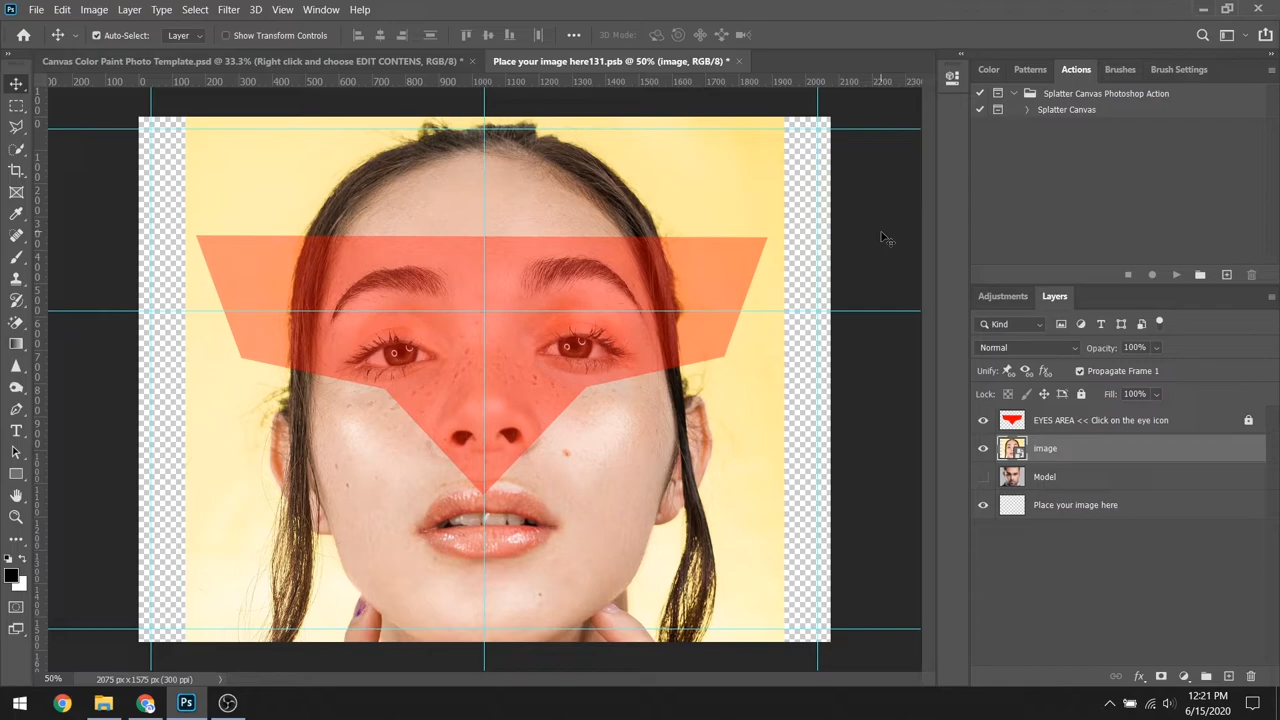 Ps File Edit Image Layer Type Select Filter 3D View Window Help
Auto-Select: Layer Show Transform Controls 3D Mode:
Canvas Color Paint Photo Template.psd @ 33.3% (Right click and choose EDIT CONTENS, RGB/8) *
Place your image here131.psb @ 50% (image, RGB/8) *
Color Patterns Actions Brushes Brush Settings
Splatter Canvas Photoshop Action
Splatter Canvas
Adjustments Layers
Kind
Normal Opacity: 100%
Unify: Propagate Frame 1
Lock: Fill: 100%
EYES AREA << Click on the eye icon
image
Model
Place your image here
50% 2075 px x 1575 px (300 ppi)
Ps
12:21 PM
6/15/2020